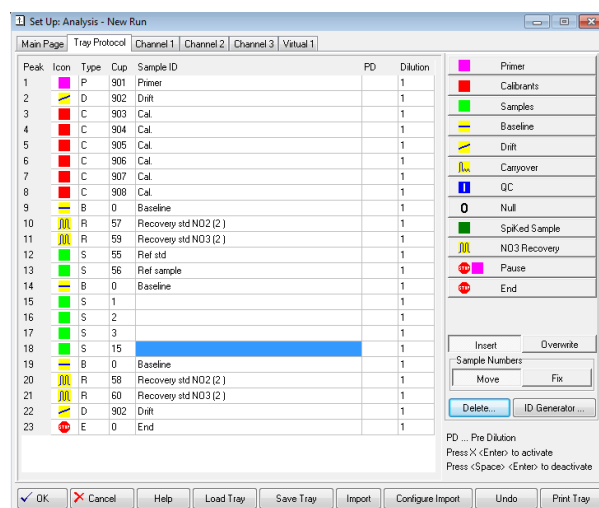 Set Up: Analysis - New Run
Main Page Tray Protocol Channel 1 Channel 2 Channel 3 Virtual 1
Peak Icon Type Cup Sample ID PD Dilution
1 P 901 Primer 1
2 D 902 Drift 1
3 C 903 Cal. 1
4 C 904 Cal. 1
5 C 905 Cal. 1
6 C 906 Cal. 1
7 C 907 Cal. 1
8 C 908 Cal. 1
9 B 0 Baseline 1
10 R 57 Recovery std NO2 (2 ) 1
11 R 59 Recovery std NO3 (2 ) 1
12 S 55 Ref std 1
13 S 56 Ref sample 1
14 B 0 Baseline 1
15 S 1 1
16 S 2 1
17 S 3 1
18 S 15 1
19 B 0 Baseline 1
20 R 58 Recovery std NO2 (2 ) 1
21 R 60 Recovery std NO3 (2 ) 1
22 D 902 Drift 1
23 STOP E 0 End 1
Primer
Calibrants
Samples
Baseline
Drift
Carryover
I QC
0 Null
SpiKed Sample
NO3 Recovery
STOP Pause
STOP End
Insert Overwrite
Sample Numbers
Move Fix
Delete... ID Generator ...
PD ... Pre Dilution
Press X <Enter> to activate
Press <Space> <Enter> to deactivate
OK Cancel Help Load Tray Save Tray Import Configure Import Undo Print Tray